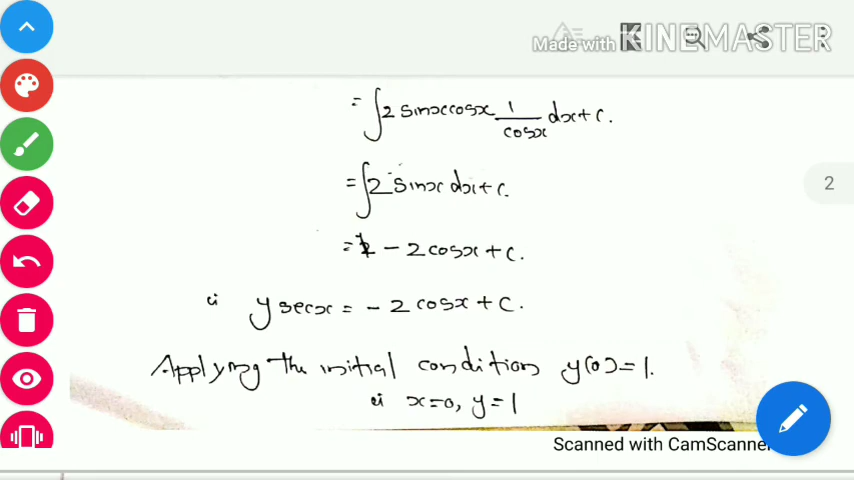 Made with KINEMASTER
= ∫ 2 sinx cosx 1/cosx dx + c.
2
= ∫ 2 sinx dx + c.
= - 2 cosx + c.
y secx = - 2 cosx + c.
Applying the initial conditions y(0) = 1.
x = 0, y = 1
Scanned with CamScanner